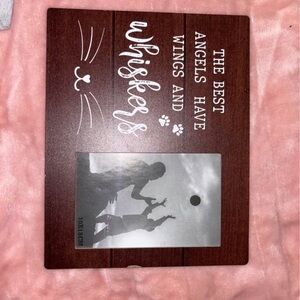 THE BEST
ANGELS HAVE
WINGS AND
Whiskers